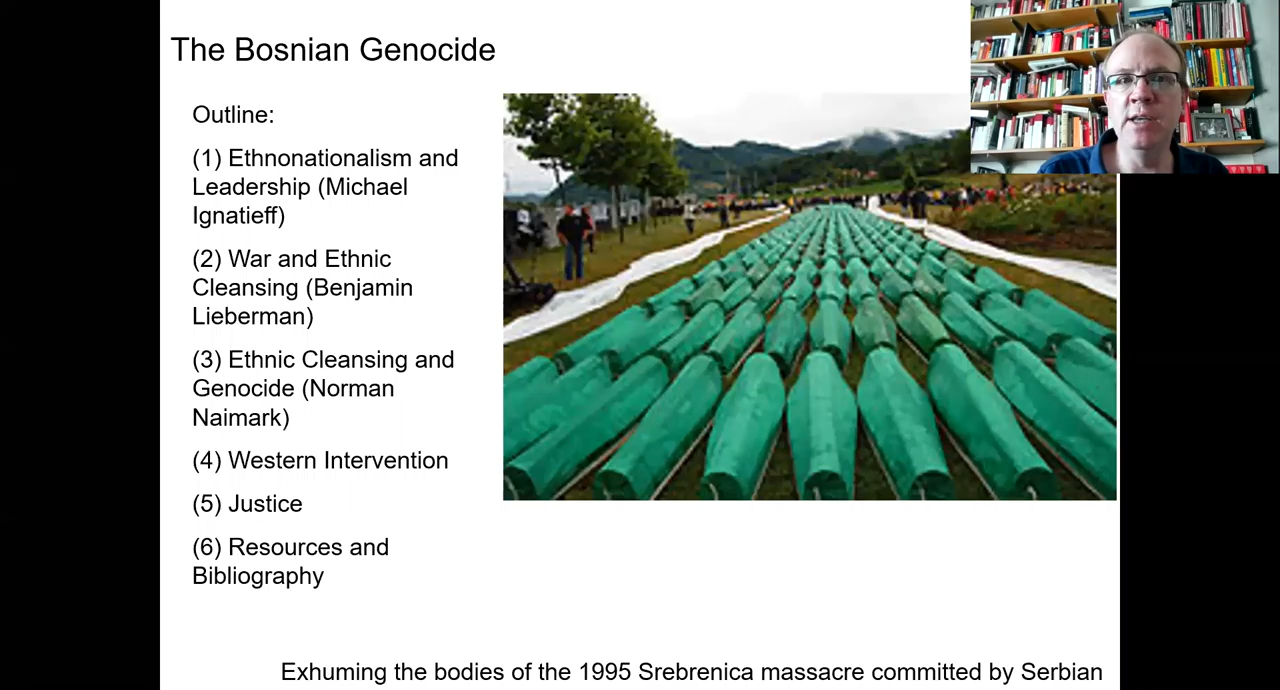 The Bosnian Genocide
Outline:
(1) Ethnonationalism and
Leadership (Michael
Ignatieff)
(2) War and Ethnic
Cleansing (Benjamin
Lieberman)
(3) Ethnic Cleansing and
Genocide (Norman
Naimark)
(4) Western Intervention
(5) Justice
(6) Resources and
Bibliography
Exhuming the bodies of the 1995 Srebrenica massacre committed by Serbian